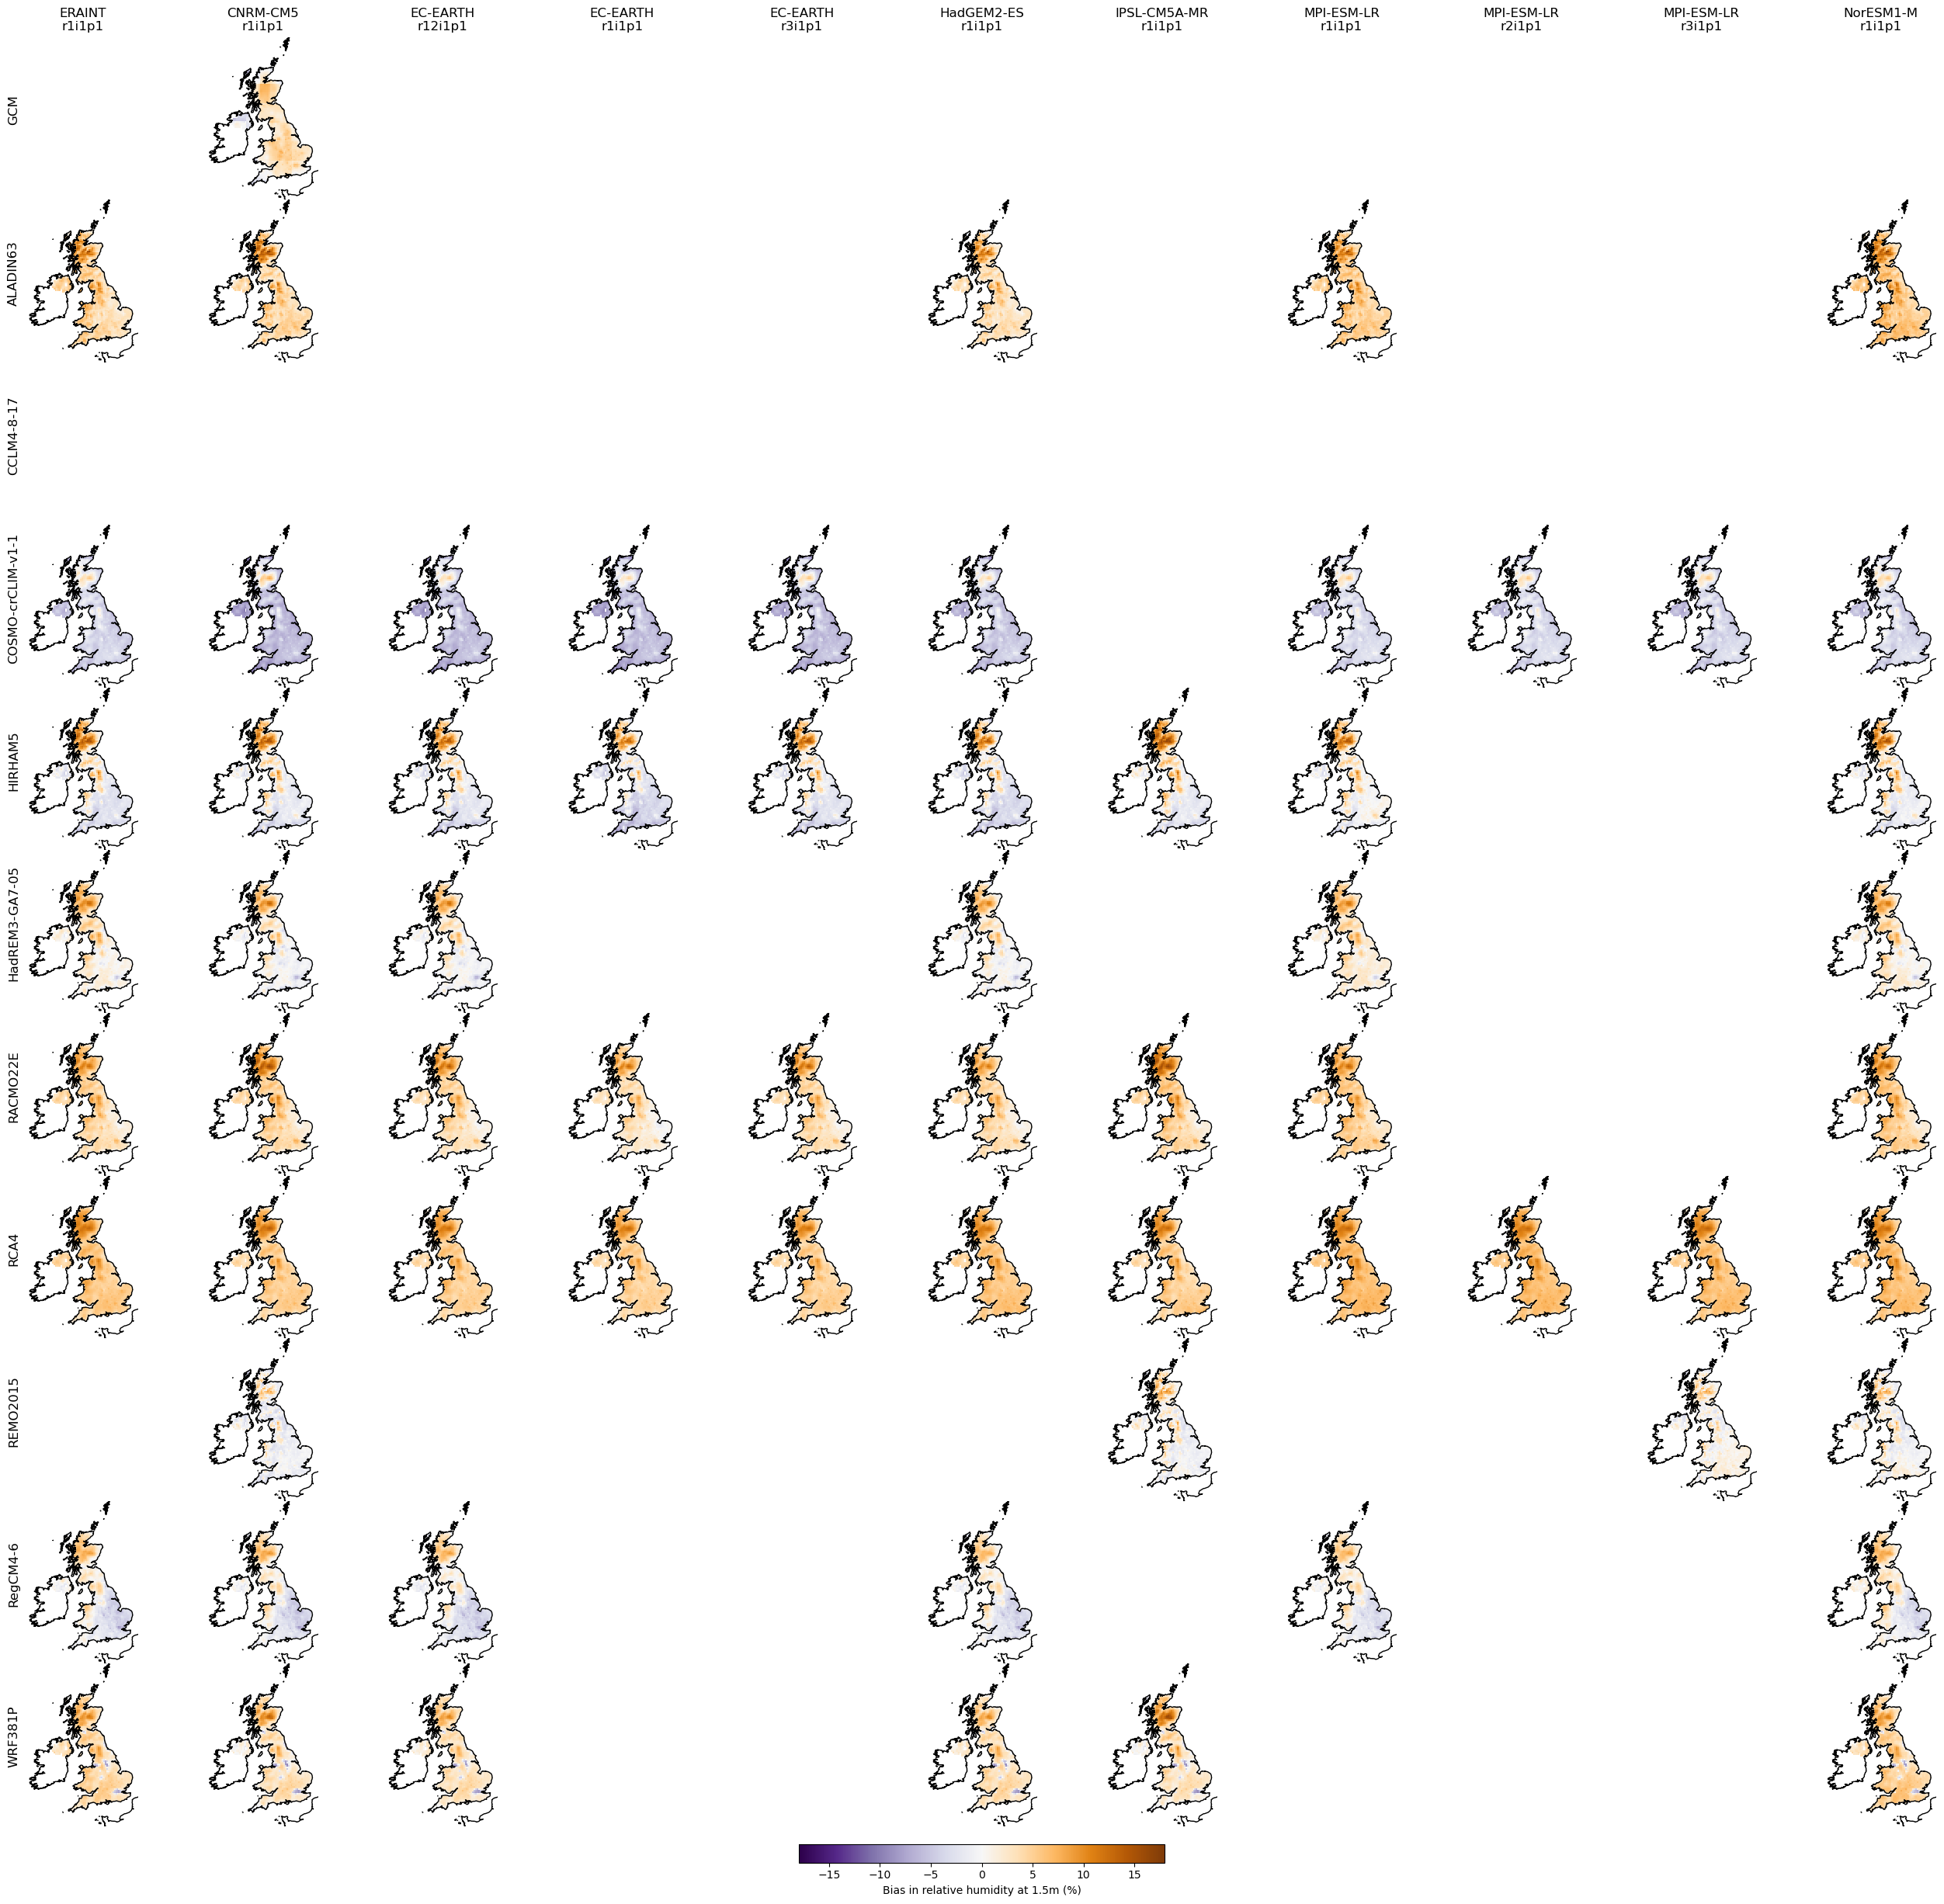 ERAINT
r1i1p1
CNRM-CM5
r1i1p1
EC-EARTH
r12i1p1
EC-EARTH
r1i1p1
EC-EARTH
r3i1p1
HadGEM2-ES
r1i1p1
IPSL-CM5A-MR
r1i1p1
MPI-ESM-LR
r1i1p1
MPI-ESM-LR
r2i1p1
MPI-ESM-LR
r3i1p1
NorESM1-M
r1i1p1
GCM
ALADIN63
CCLM4-8-17
COSMO-crCLIM-v1-1
HIRHAM5
HadREM3-GA7-05
RACMO22E
RCA4
REMO2015
RegCM4-6
WRF381P
−15 −10 −5 0 5 10 15
Bias in relative humidity at 1.5m (%)